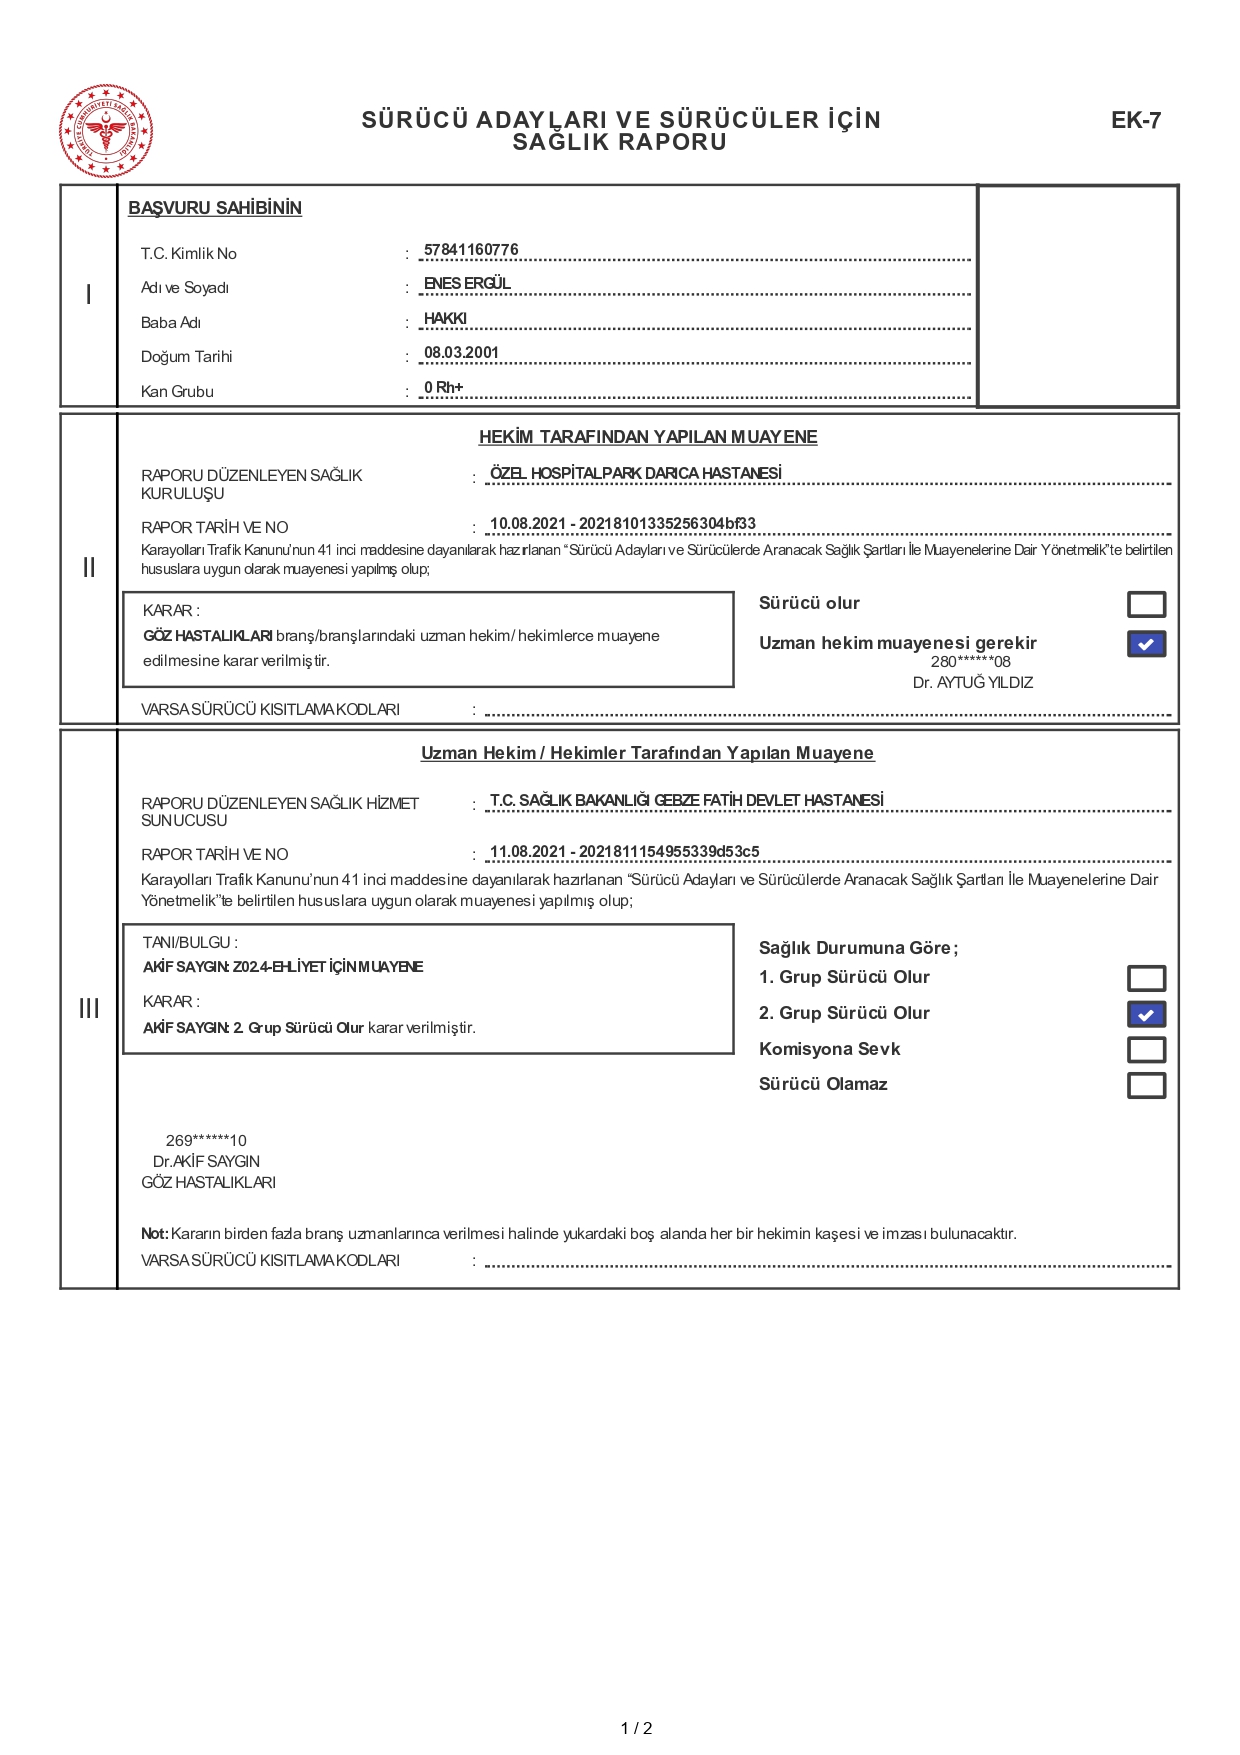 TÜRKİYE CUMHURİYETİ SAĞLIK BAKANLIĞI
SÜRÜCÜ ADAYLARI VE SÜRÜCÜLER İÇİN
SAĞLIK RAPORU
EK-7
I
BAŞVURU SAHİBİNİN
T.C. Kimlik No : 57841160776
Adı ve Soyadı : ENES ERGÜL
Baba Adı : HAKKI
Doğum Tarihi : 08.03.2001
Kan Grubu : 0 Rh+
II
HEKİM TARAFINDAN YAPILAN MUAYENE
RAPORU DÜZENLEYEN SAĞLIK : ÖZEL HOSPİTALPARK DARICA HASTANESİ
KURULUŞU
RAPOR TARİH VE NO : 10.08.2021 - 20218101335256304bf33
Karayolları Trafik Kanunu’nun 41 inci maddesine dayanılarak hazırlanan “Sürücü Adayları ve Sürücülerde Aranacak Sağlık Şartları İle Muayenelerine Dair Yönetmelik”te belirtilen
hususlara uygun olarak muayenesi yapılmış olup;
KARAR :
GÖZ HASTALIKLARI branş/branşlarındaki uzman hekim/ hekimlerce muayene
edilmesine karar verilmiştir.
Sürücü olur
Uzman hekim muayenesi gerekir
280******08
Dr. AYTUĞ YILDIZ
VARSA SÜRÜCÜ KISITLAMA KODLARI :
III
Uzman Hekim / Hekimler Tarafından Yapılan Muayene
RAPORU DÜZENLEYEN SAĞLIK HİZMET : T.C. SAĞLIK BAKANLIĞI GEBZE FATİH DEVLET HASTANESİ
SUNUCUSU
RAPOR TARİH VE NO : 11.08.2021 - 2021811154955339d53c5
Karayolları Trafik Kanunu’nun 41 inci maddesine dayanılarak hazırlanan “Sürücü Adayları ve Sürücülerde Aranacak Sağlık Şartları İle Muayenelerine Dair
Yönetmelik”te belirtilen hususlara uygun olarak muayenesi yapılmış olup;
TANI/BULGU :
AKİF SAYGIN: Z02.4-EHLİYET İÇİN MUAYENE
KARAR :
AKİF SAYGIN: 2. Grup Sürücü Olur karar verilmiştir.
Sağlık Durumuna Göre;
1. Grup Sürücü Olur
2. Grup Sürücü Olur
Komisyona Sevk
Sürücü Olamaz
269******10
Dr.AKİF SAYGIN
GÖZ HASTALIKLARI
Not: Kararın birden fazla branş uzmanlarınca verilmesi halinde yukardaki boş alanda her bir hekimin kaşesi ve imzası bulunacaktır.
VARSA SÜRÜCÜ KISITLAMA KODLARI :
1 / 2